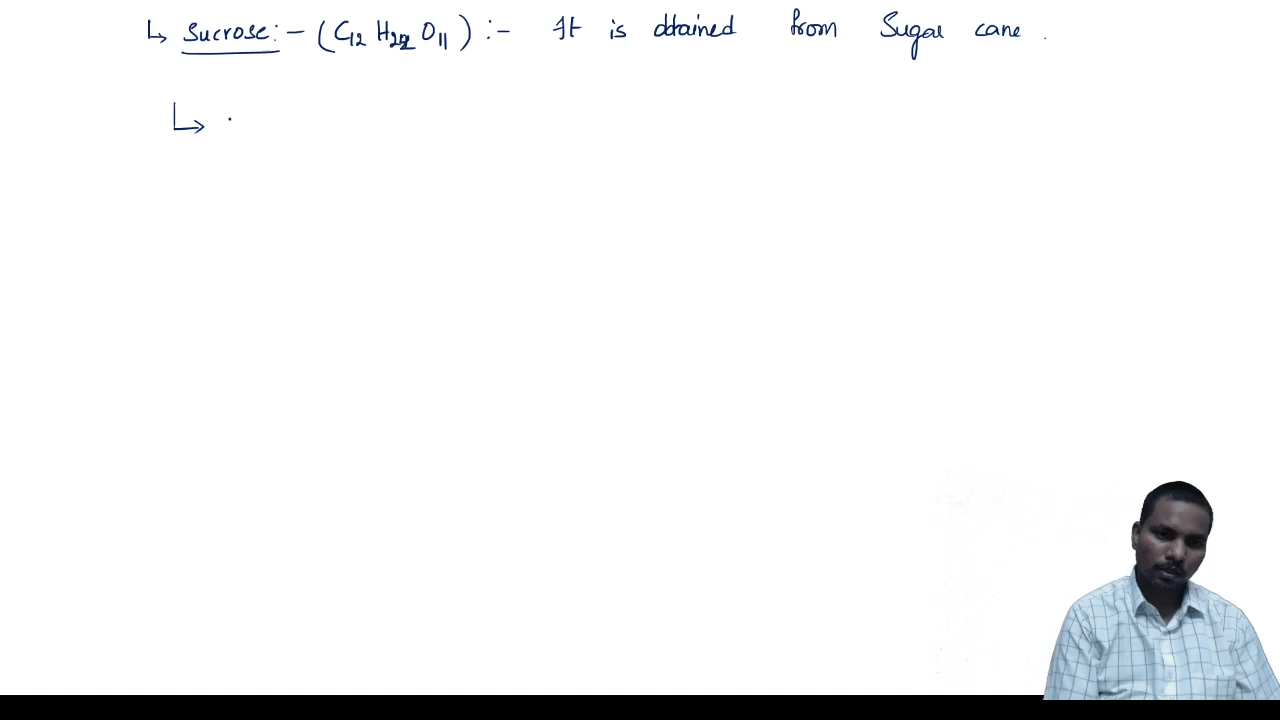 ↳ Sucrose:- (C12 H22 O11) :- It is obtained from Sugar cane.
↳